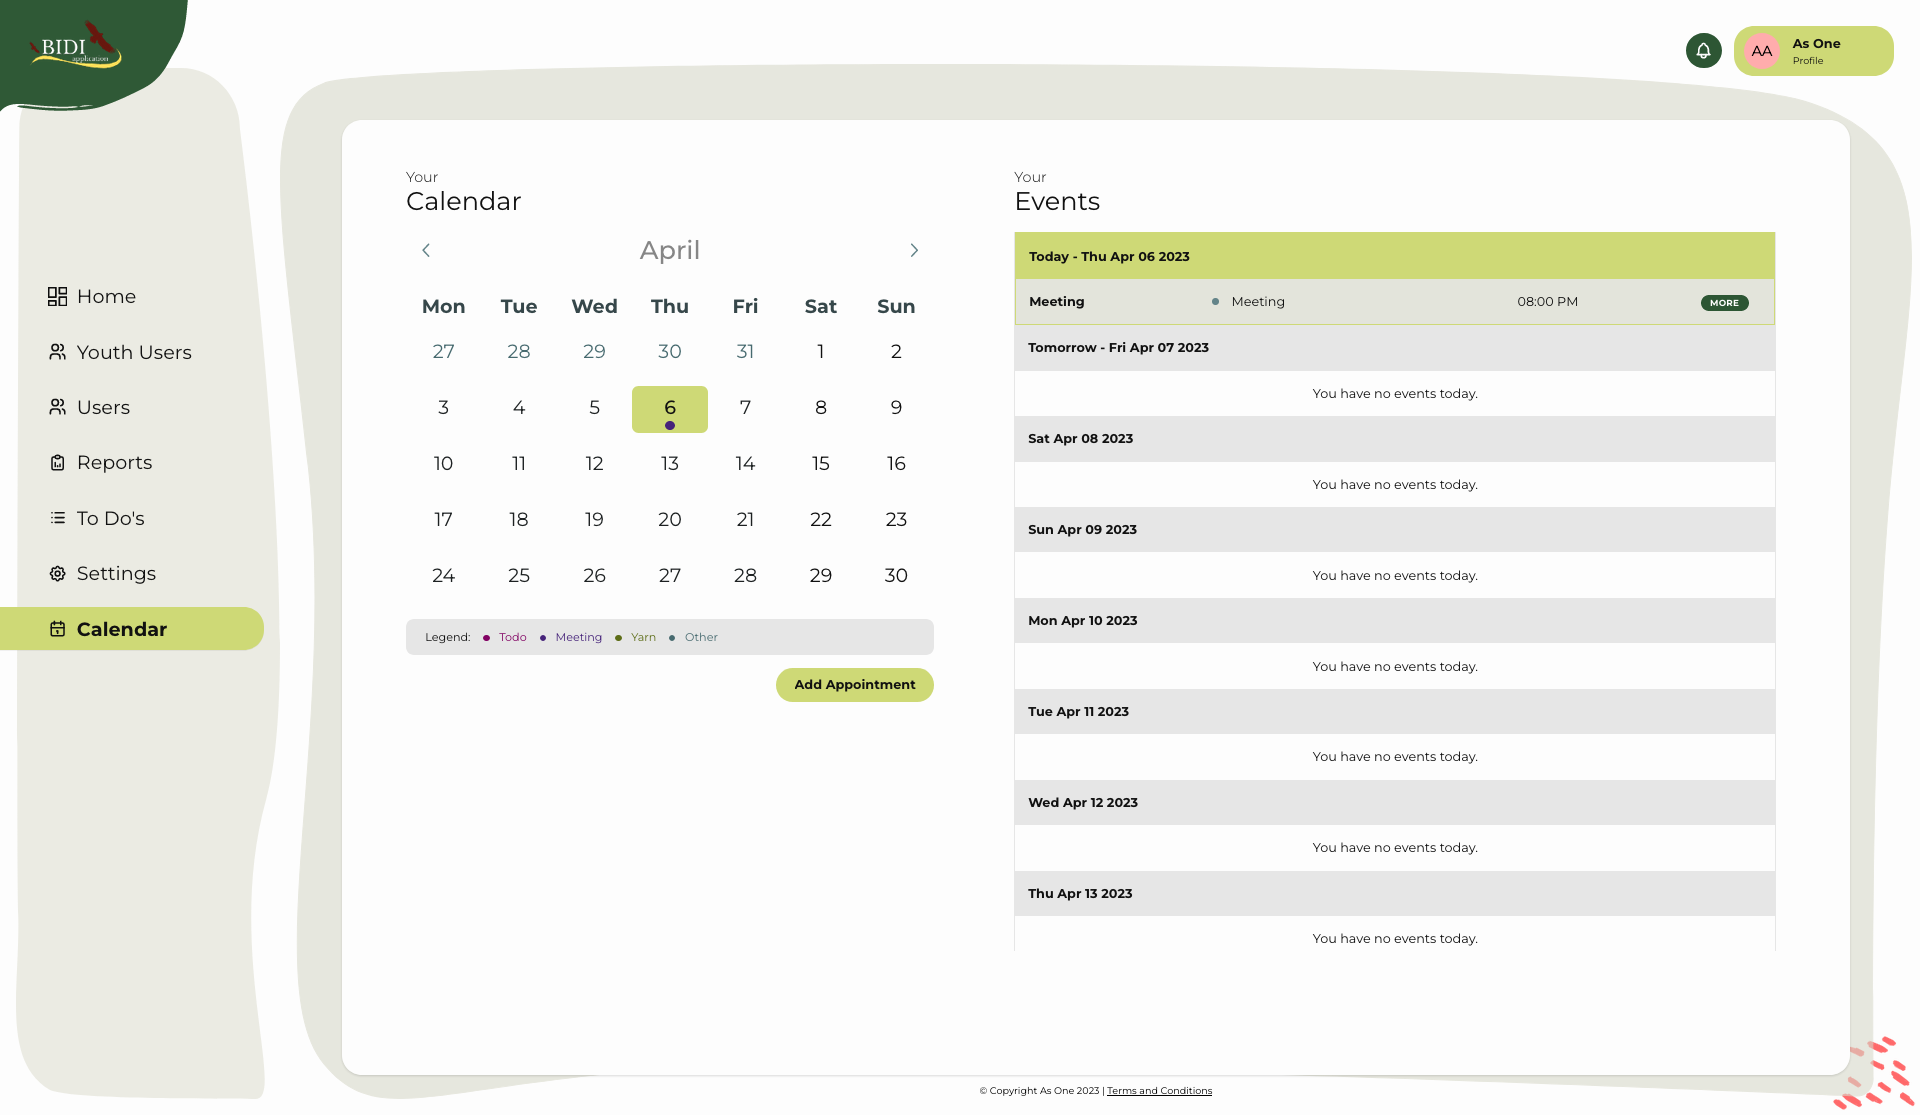 BIDI
application
AA
As One
Profile
Home
Youth Users
Users
Reports
To Do's
Settings
Calendar
Your
Calendar
April
Mon Tue Wed Thu Fri Sat Sun
27 28 29 30 31 1 2
3 4 5 6 7 8 9
10 11 12 13 14 15 16
17 18 19 20 21 22 23
24 25 26 27 28 29 30
Legend: Todo Meeting Yarn Other
Add Appointment
Your
Events
Today - Thu Apr 06 2023
Meeting Meeting 08:00 PM MORE
Tomorrow - Fri Apr 07 2023
You have no events today.
Sat Apr 08 2023
You have no events today.
Sun Apr 09 2023
You have no events today.
Mon Apr 10 2023
You have no events today.
Tue Apr 11 2023
You have no events today.
Wed Apr 12 2023
You have no events today.
Thu Apr 13 2023
You have no events today.
© Copyright As One 2023 | Terms and Conditions